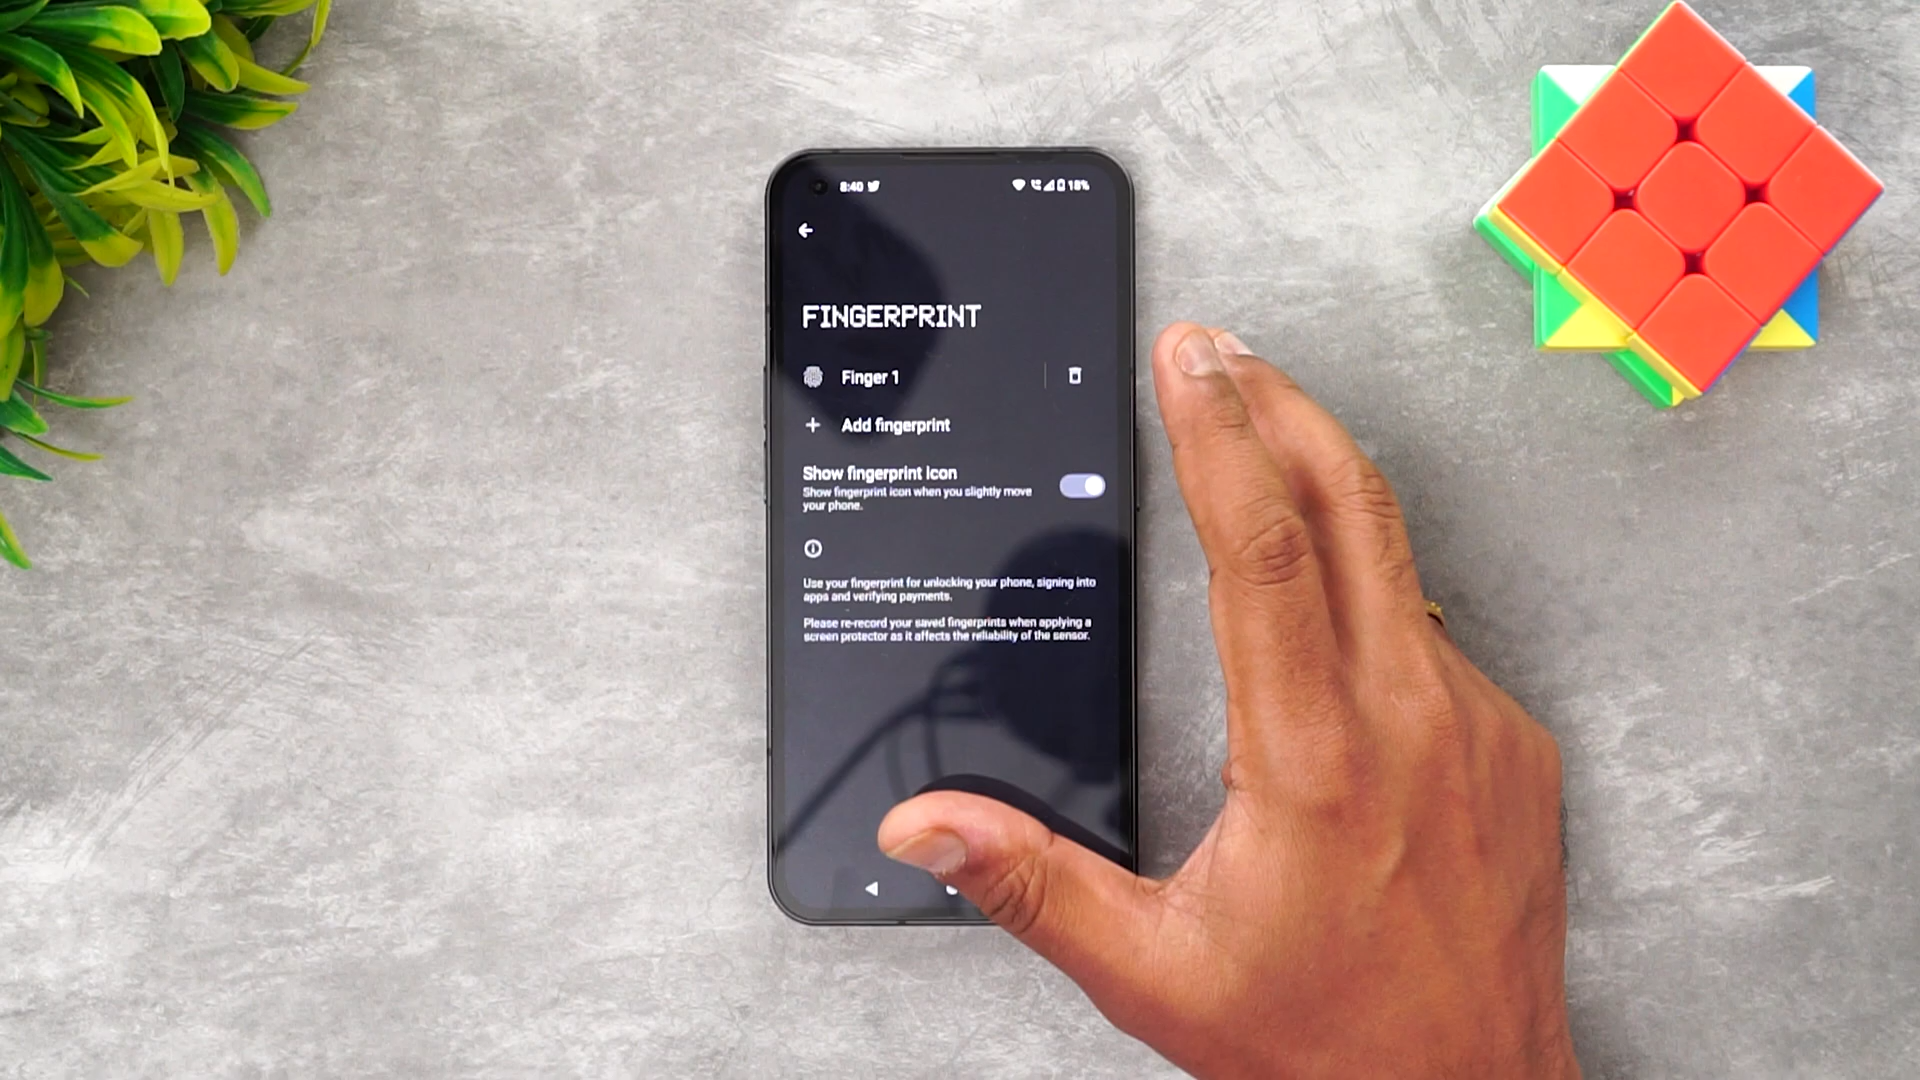 8:40 18%
FINGERPRINT
Finger 1
Add fingerprint
Show fingerprint icon
Show fingerprint icon when you slightly move
your phone.
Use your fingerprint for unlocking your phone, signing into
apps and verifying payments.
Please re-record your saved fingerprints when applying a
screen protector as it affects the reliability of the sensor.